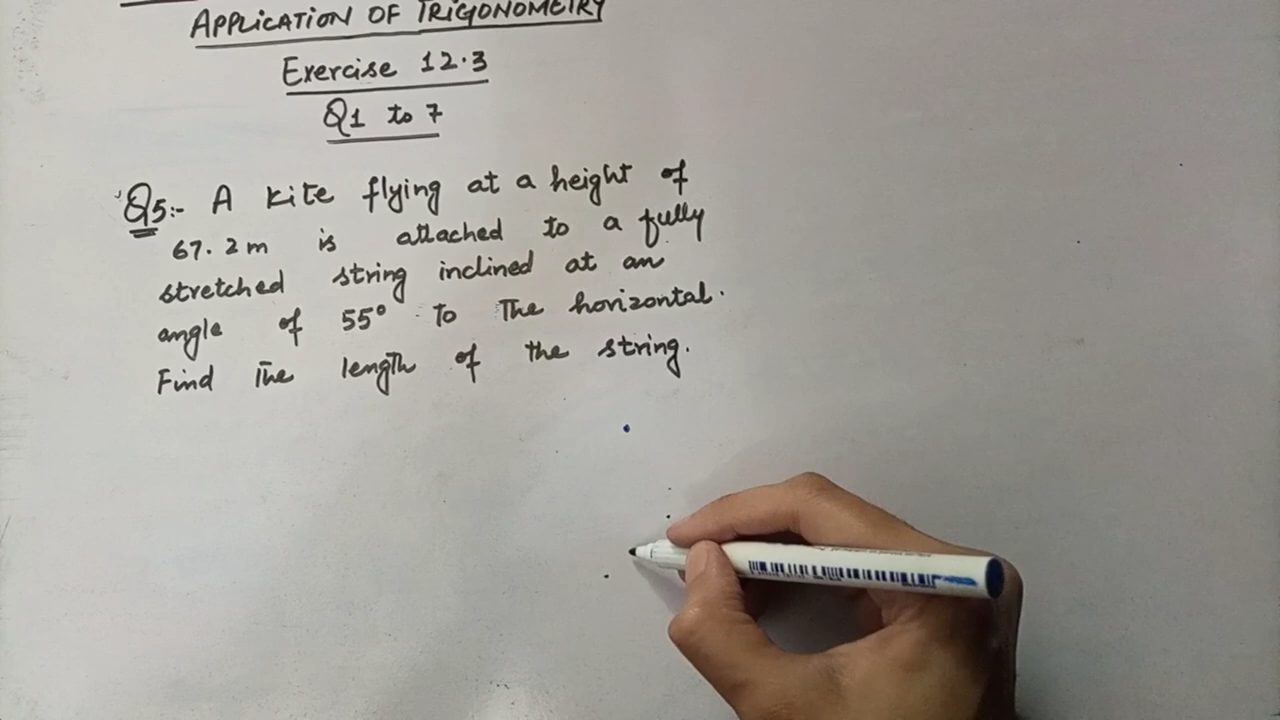 APPLICATION OF TRIGONOMETRY
Exercise 12.3
Q1 to 7
Q5:- A kite flying at a height of
67.2m is attached to a fully
stretched string inclined at an
angle of 55° to The horizontal.
Find The length of the string.